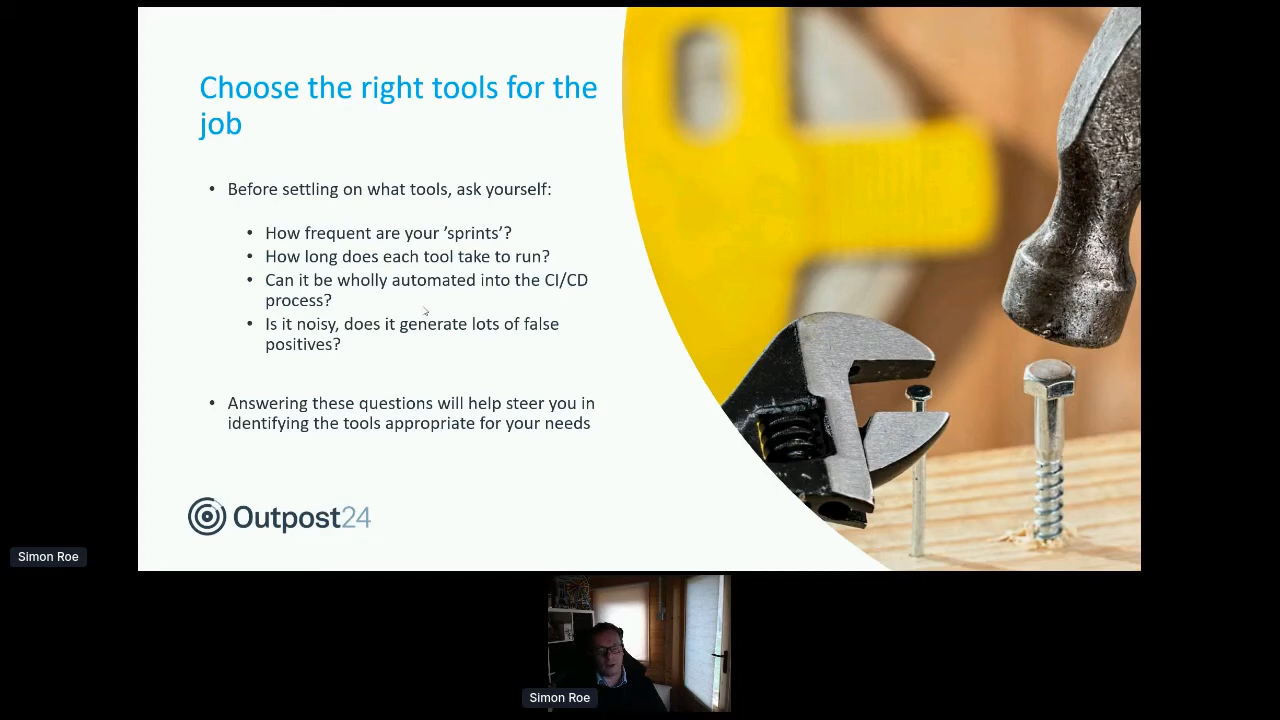 Choose the right tools for the
job
• Before settling on what tools, ask yourself:
• How frequent are your ’sprints’?
• How long does each tool take to run?
• Can it be wholly automated into the CI/CD
process?
• Is it noisy, does it generate lots of false
positives?
• Answering these questions will help steer you in
identifying the tools appropriate for your needs
Outpost24
Simon Roe
Simon Roe